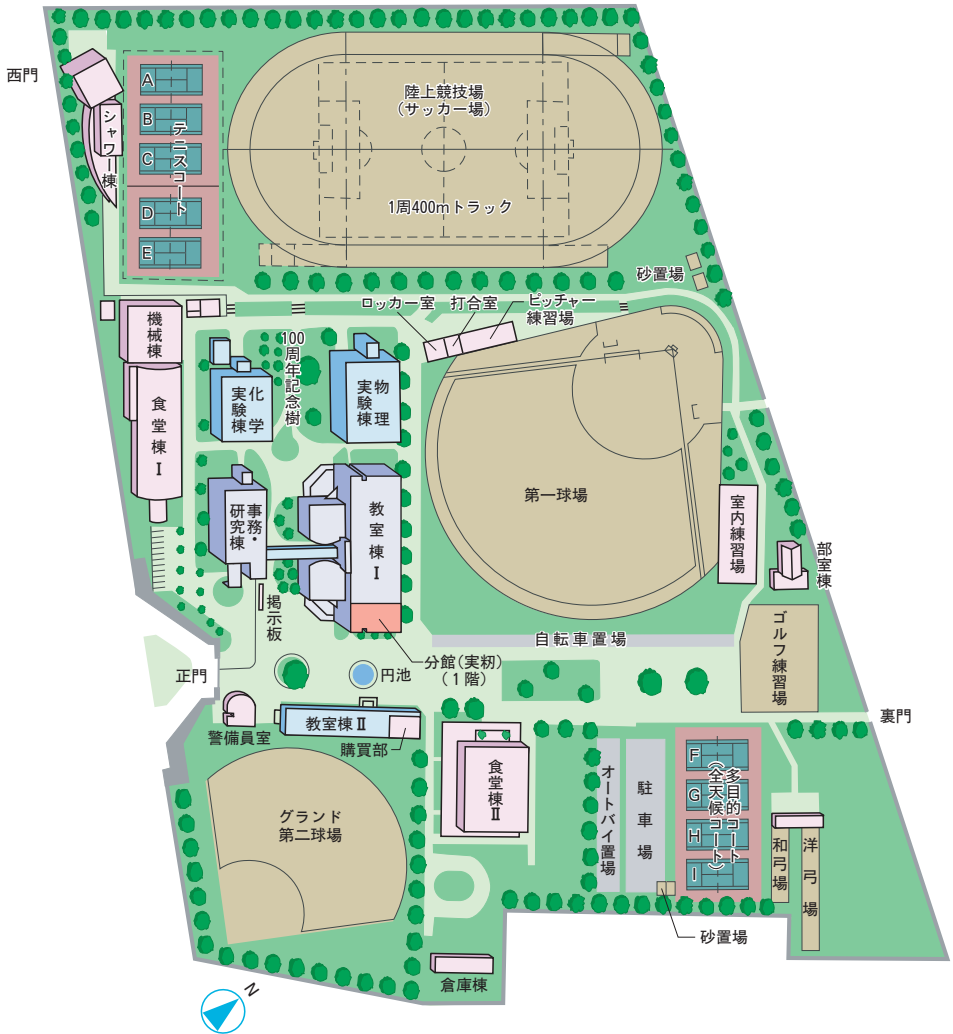 西門
シャワー棟
A
B
C
D
E
テニスコート
陸上競技場
(サッカー場)
1周400mトラック
砂置場
ロッカー室
打合室
ピッチャー
練習場
機械棟
食堂棟Ⅰ
化学
実験棟
100
周年記念樹
物理
実験棟
第一球場
事務・
研究棟
教室棟Ⅰ
室内練習場
部室棟
掲示板
自転車置場
ゴルフ練習場
分館(実籾)
(1階)
円池
正門
裏門
警備員室
教室棟Ⅱ
購買部
グランド
第二球場
食堂棟Ⅱ
オートバイ置場
駐車場
F
G
H
I
多目的コート
(全天候コート)
和弓場
洋弓場
砂置場
倉庫棟
N